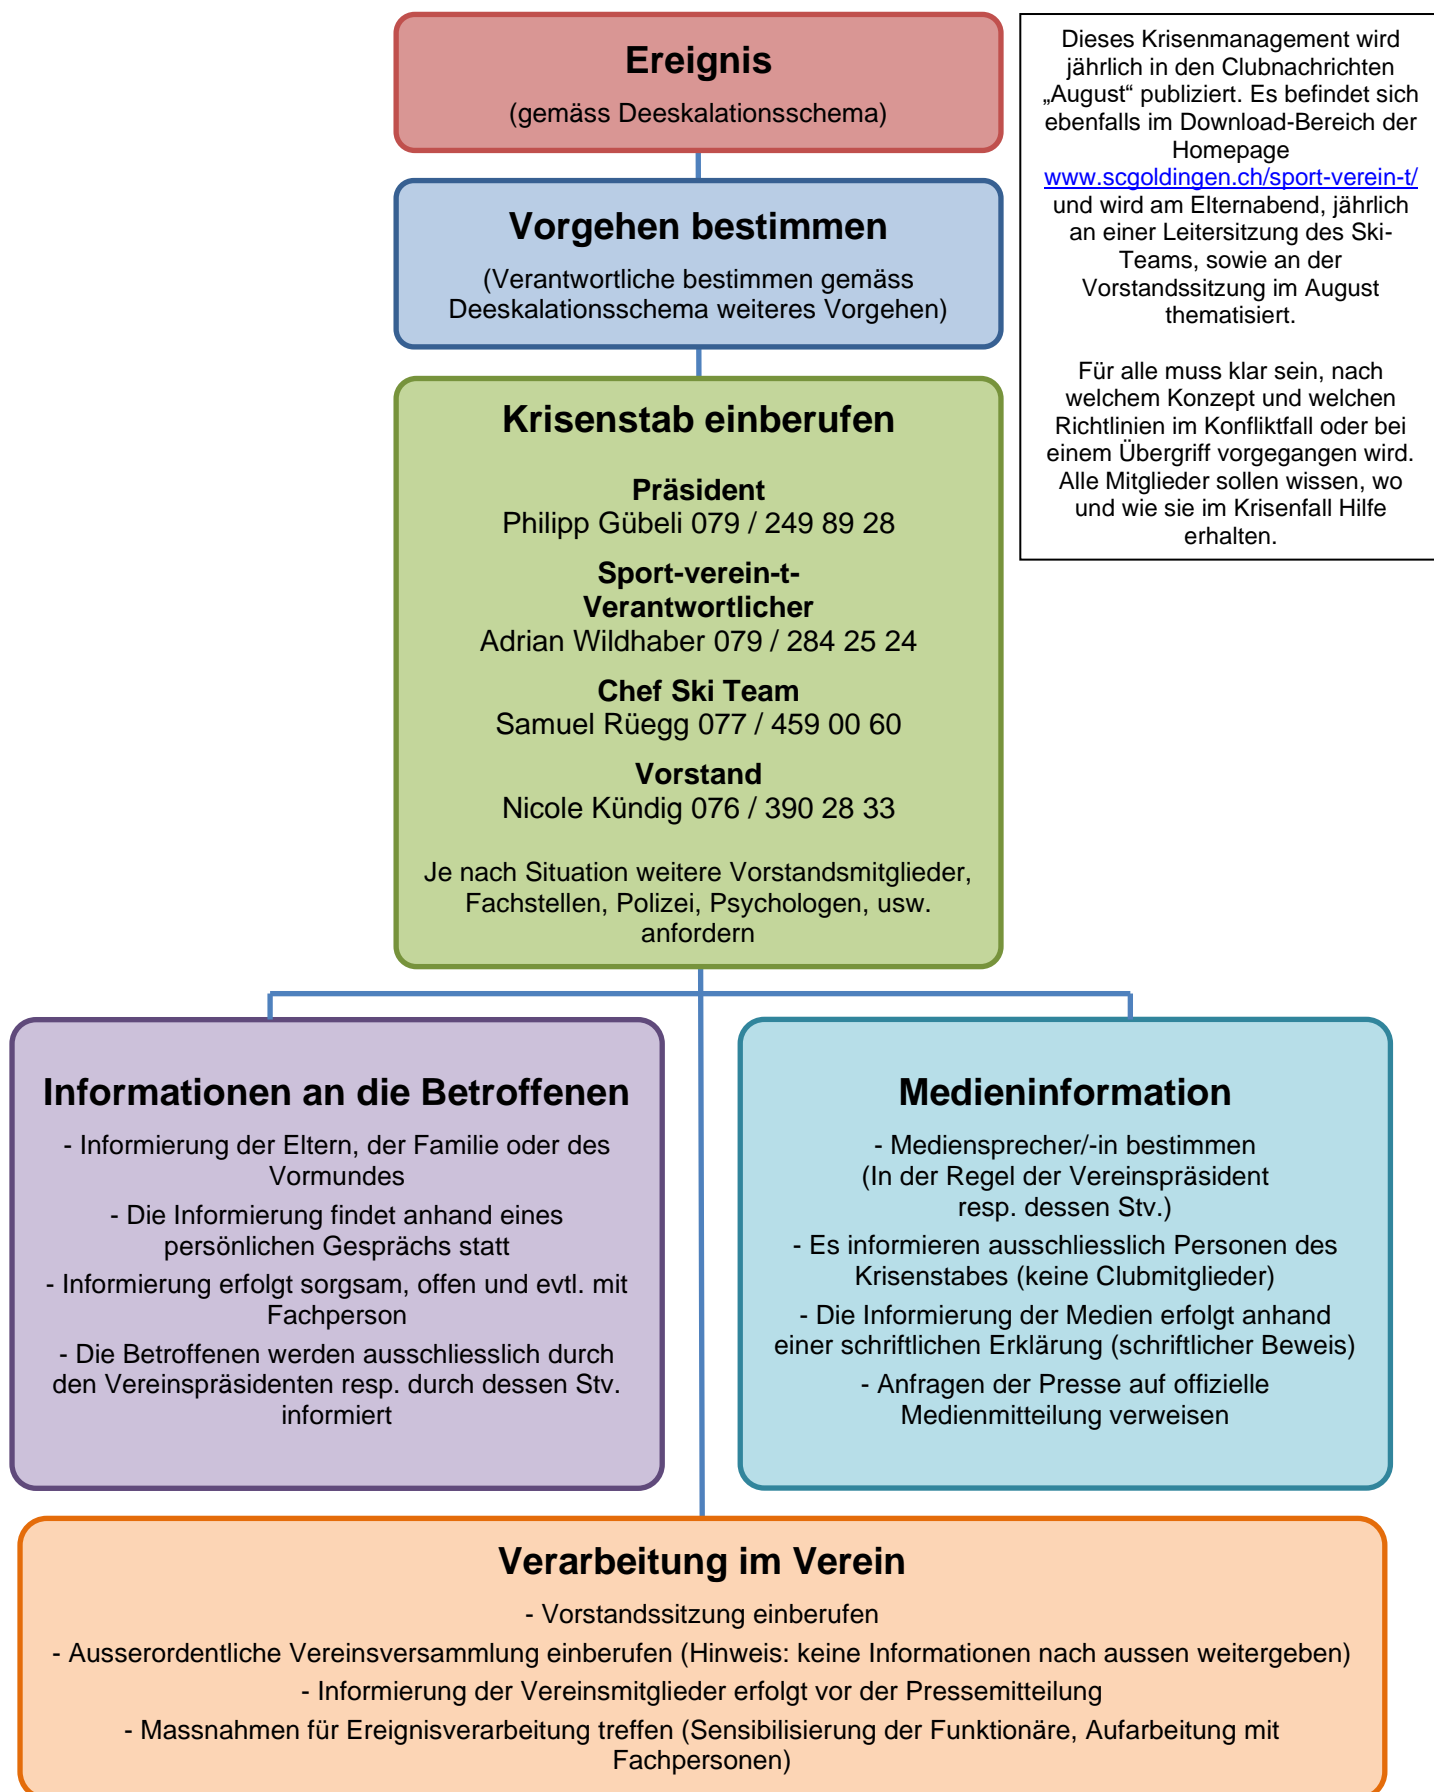 Ereignis
(gemäss Deeskalationsschema)
Dieses Krisenmanagement wird
jährlich in den Clubnachrichten
„August“ publiziert. Es befindet sich
ebenfalls im Download-Bereich der
Homepage
www.scgoldingen.ch/sport-verein-t/
und wird am Elternabend, jährlich
an einer Leitersitzung des Ski-
Teams, sowie an der
Vorstandssitzung im August
thematisiert.
Für alle muss klar sein, nach
welchem Konzept und welchen
Richtlinien im Konfliktfall oder bei
einem Übergriff vorgegangen wird.
Alle Mitglieder sollen wissen, wo
und wie sie im Krisenfall Hilfe
erhalten.
Vorgehen bestimmen
(Verantwortliche bestimmen gemäss
Deeskalationsschema weiteres Vorgehen)
Krisenstab einberufen
Präsident
Philipp Gübeli 079 / 249 89 28
Sport-verein-t-
Verantwortlicher
Adrian Wildhaber 079 / 284 25 24
Chef Ski Team
Samuel Rüegg 077 / 459 00 60
Vorstand
Nicole Kündig 076 / 390 28 33
Je nach Situation weitere Vorstandsmitglieder,
Fachstellen, Polizei, Psychologen, usw.
anfordern
Informationen an die Betroffenen
- Informierung der Eltern, der Familie oder des
Vormundes
- Die Informierung findet anhand eines
persönlichen Gesprächs statt
- Informierung erfolgt sorgsam, offen und evtl. mit
Fachperson
- Die Betroffenen werden ausschliesslich durch
den Vereinspräsidenten resp. durch dessen Stv.
informiert
Medieninformation
- Mediensprecher/-in bestimmen
(In der Regel der Vereinspräsident
resp. dessen Stv.)
- Es informieren ausschliesslich Personen des
Krisenstabes (keine Clubmitglieder)
- Die Informierung der Medien erfolgt anhand
einer schriftlichen Erklärung (schriftlicher Beweis)
- Anfragen der Presse auf offizielle
Medienmitteilung verweisen
Verarbeitung im Verein
- Vorstandssitzung einberufen
- Ausserordentliche Vereinsversammlung einberufen (Hinweis: keine Informationen nach aussen weitergeben)
- Informierung der Vereinsmitglieder erfolgt vor der Pressemitteilung
- Massnahmen für Ereignisverarbeitung treffen (Sensibilisierung der Funktionäre, Aufarbeitung mit
Fachpersonen)